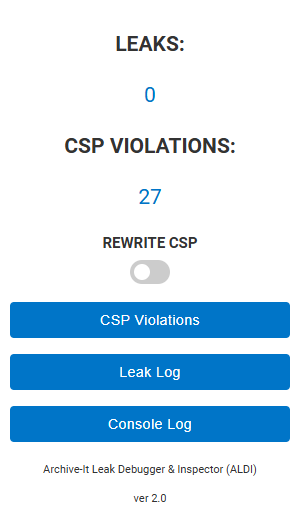 LEAKS:
0
CSP VIOLATIONS:
27
REWRITE CSP
CSP Violations
Leak Log
Console Log
Archive-It Leak Debugger & Inspector (ALDI)
ver 2.0